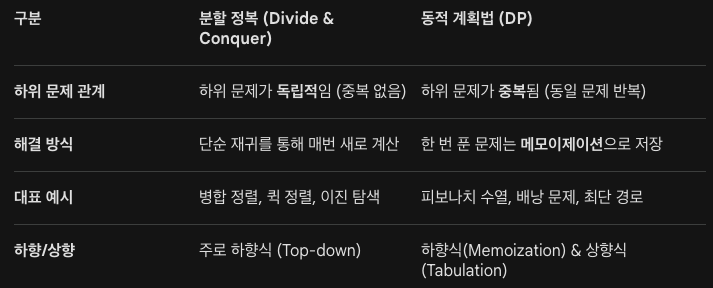 구분 분할 정복 (Divide & 동적 계획법 (DP)
Conquer)
하위 문제 관계 하위 문제가 독립적임 (중복 없음) 하위 문제가 중복됨 (동일 문제 반복)
해결 방식 단순 재귀를 통해 매번 새로 계산 한 번 푼 문제는 메모이제이션으로 저장
대표 예시 병합 정렬, 퀵 정렬, 이진 탐색 피보나치 수열, 배낭 문제, 최단 경로
하향/상향 주로 하향식 (Top-down) 하향식(Memoization) & 상향식
(Tabulation)